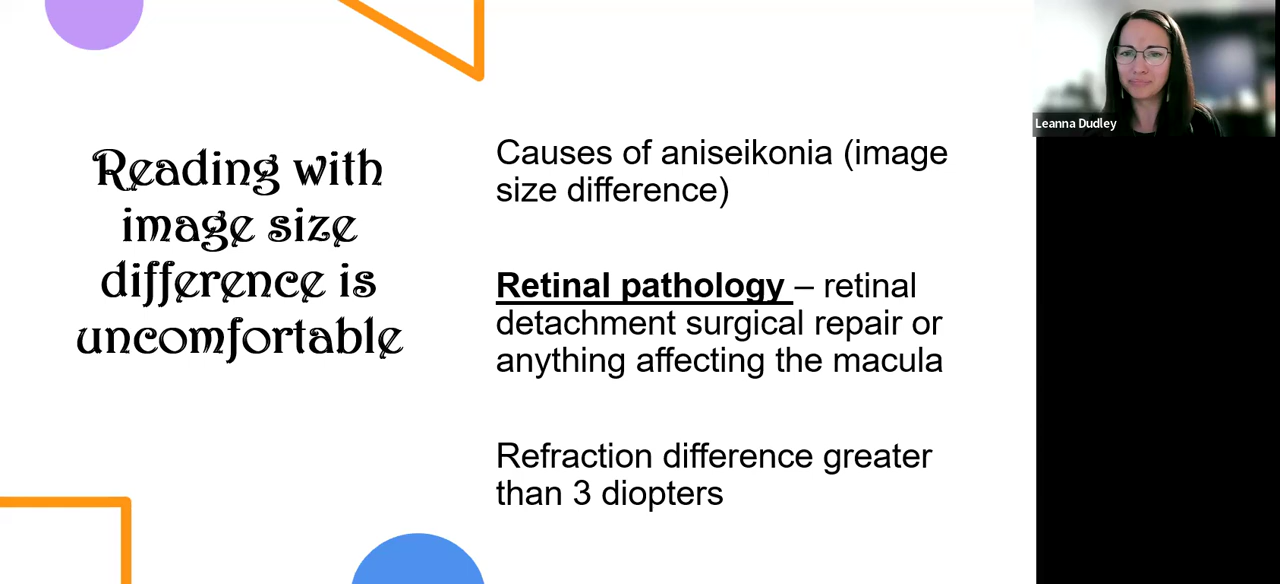 Reading with
image size
difference is
uncomfortable
Causes of aniseikonia (image
size difference)
Retinal pathology – retinal
detachment surgical repair or
anything affecting the macula
Refraction difference greater
than 3 diopters
Leanna Dudley